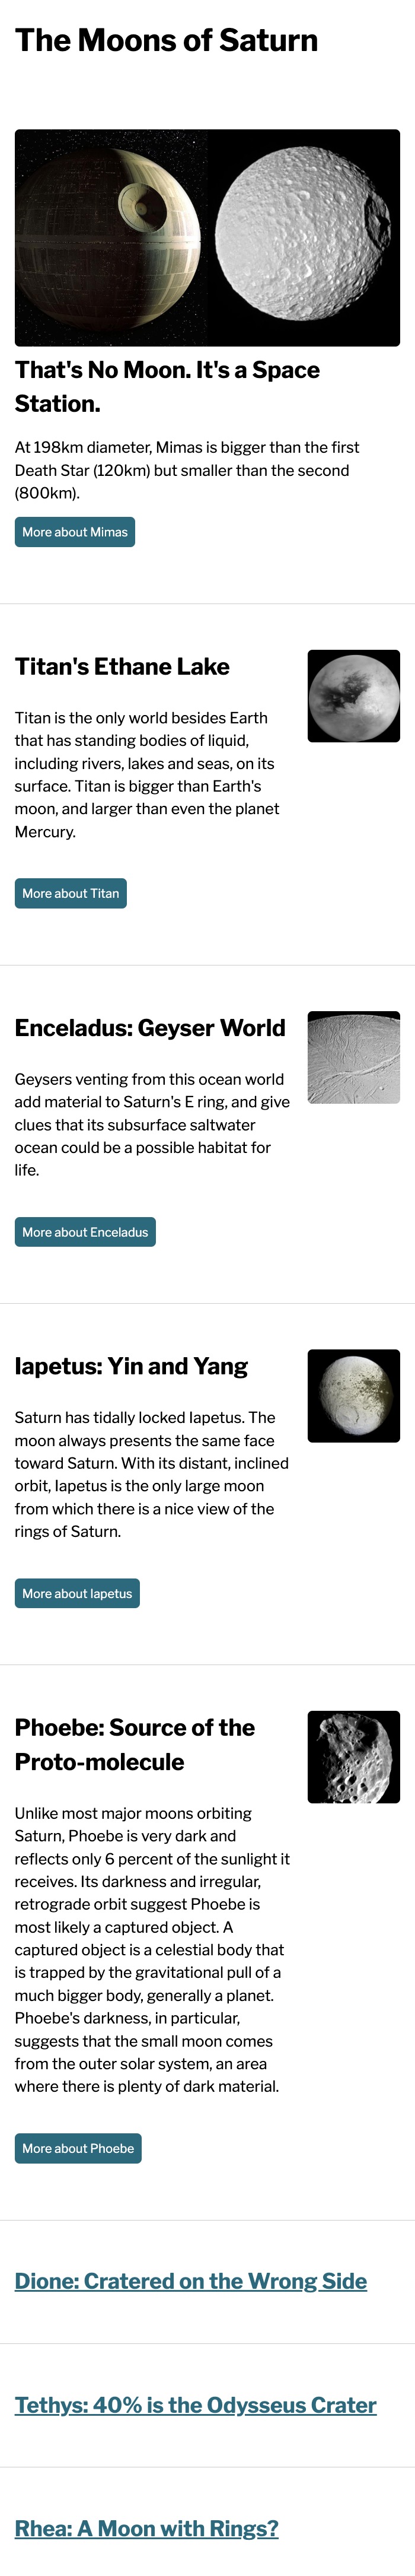 The Moons of Saturn
That's No Moon. It's a Space
Station.
At 198km diameter, Mimas is bigger than the first
Death Star (120km) but smaller than the second
(800km).
More about Mimas
Titan's Ethane Lake
Titan is the only world besides Earth
that has standing bodies of liquid,
including rivers, lakes and seas, on its
surface. Titan is bigger than Earth's
moon, and larger than even the planet
Mercury.
More about Titan
Enceladus: Geyser World
Geysers venting from this ocean world
add material to Saturn's E ring, and give
clues that its subsurface saltwater
ocean could be a possible habitat for
life.
More about Enceladus
Iapetus: Yin and Yang
Saturn has tidally locked Iapetus. The
moon always presents the same face
toward Saturn. With its distant, inclined
orbit, Iapetus is the only large moon
from which there is a nice view of the
rings of Saturn.
More about Iapetus
Phoebe: Source of the
Proto-molecule
Unlike most major moons orbiting
Saturn, Phoebe is very dark and
reflects only 6 percent of the sunlight it
receives. Its darkness and irregular,
retrograde orbit suggest Phoebe is
most likely a captured object. A
captured object is a celestial body that
is trapped by the gravitational pull of a
much bigger body, generally a planet.
Phoebe's darkness, in particular,
suggests that the small moon comes
from the outer solar system, an area
where there is plenty of dark material.
More about Phoebe
Dione: Cratered on the Wrong Side
Tethys: 40% is the Odysseus Crater
Rhea: A Moon with Rings?